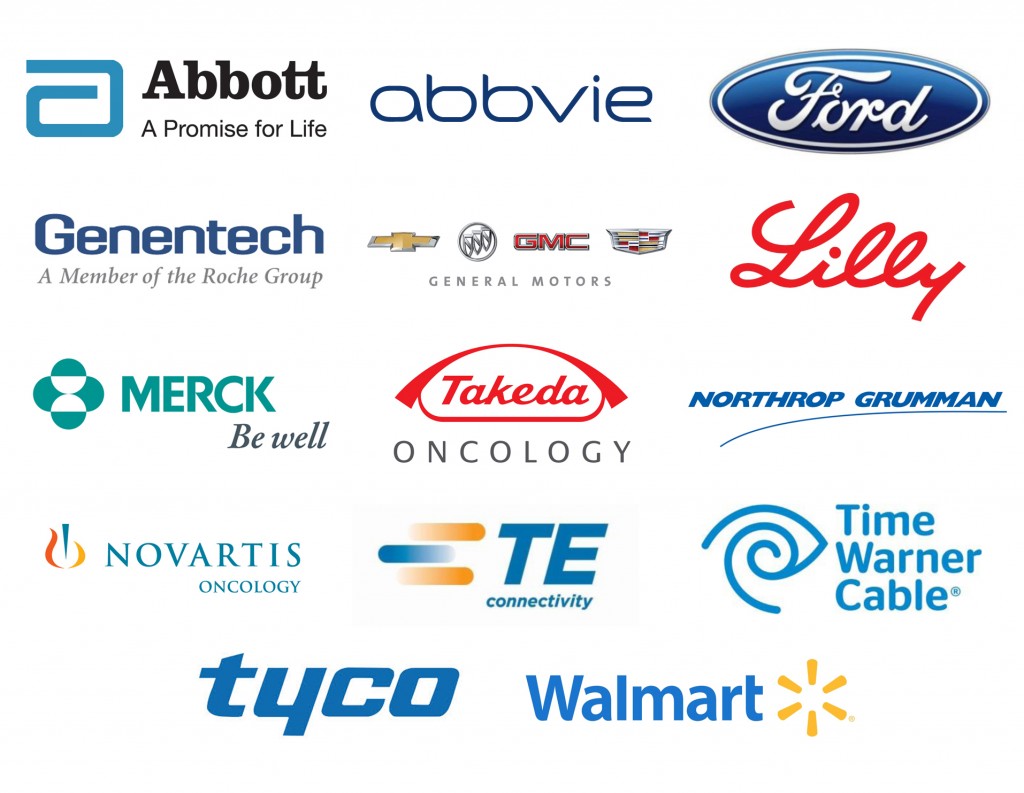 Abbott
A Promise for Life
abbvie
Ford
Genentech
A Member of the Roche Group
GMC
GENERAL MOTORS
Lilly
MERCK
Be well
Takeda
ONCOLOGY
NORTHROP GRUMMAN
NOVARTIS
ONCOLOGY
TE
connectivity
Time
Warner
Cable®
tyco
Walmart